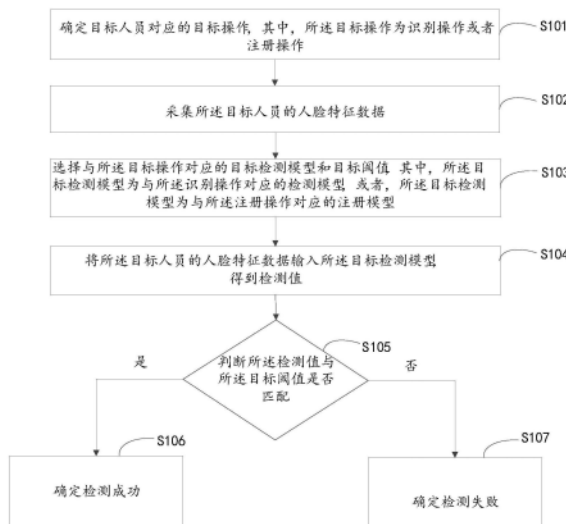 确定目标人员对应的目标操作，其中，所述目标操作为识别操作或者
注册操作
S101
采集所述目标人员的人脸特征数据
S102
选择与所述目标操作对应的目标检测模型和目标阈值，其中，所述目
标检测模型为与所述识别操作对应的检测模型，或者，所述目标检测
模型为与所述注册操作对应的注册模型
S103
将所述目标人员的人脸特征数据输入所述目标检测模型，
得到检测值
S104
判断所述检测值与
所述目标阈值是否
匹配
S105
是
否
S106
确定检测成功
S107
确定检测失败